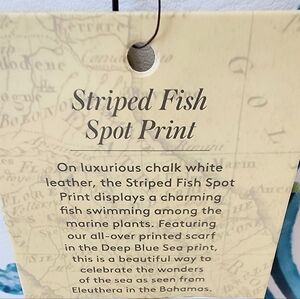 Striped Fish
Spot Print
On luxurious chalk white
leather, the Striped Fish Spot
Print displays a charming
fish swimming among the
marine plants. Featuring
our all-over printed scarf
in the Deep Blue Sea print,
this is a beautiful way to
celebrate the wonders
of the sea as seen from
Eleuthera in the Bahamas.